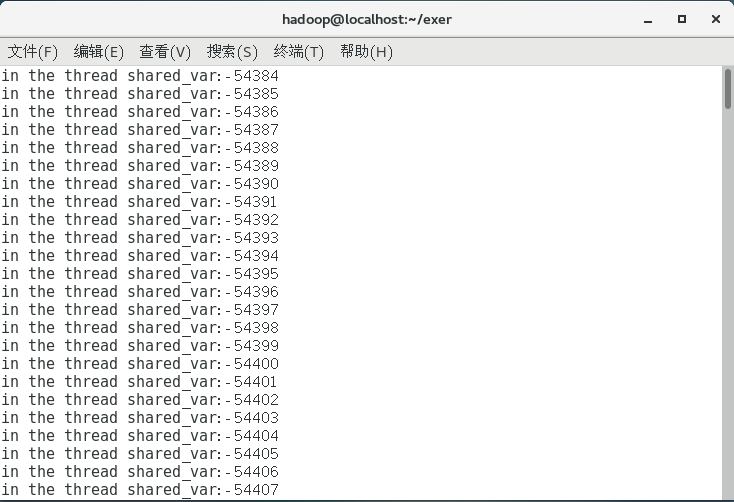 hadoop@localhost:~/exer
文件(F) 编辑(E) 查看(V) 搜索(S) 终端(T) 帮助(H)
in the thread shared_var:-54384
in the thread shared_var:-54385
in the thread shared_var:-54386
in the thread shared_var:-54387
in the thread shared_var:-54388
in the thread shared_var:-54389
in the thread shared_var:-54390
in the thread shared_var:-54391
in the thread shared_var:-54392
in the thread shared_var:-54393
in the thread shared_var:-54394
in the thread shared_var:-54395
in the thread shared_var:-54396
in the thread shared_var:-54397
in the thread shared_var:-54398
in the thread shared_var:-54399
in the thread shared_var:-54400
in the thread shared_var:-54401
in the thread shared_var:-54402
in the thread shared_var:-54403
in the thread shared_var:-54404
in the thread shared_var:-54405
in the thread shared_var:-54406
in the thread shared_var:-54407